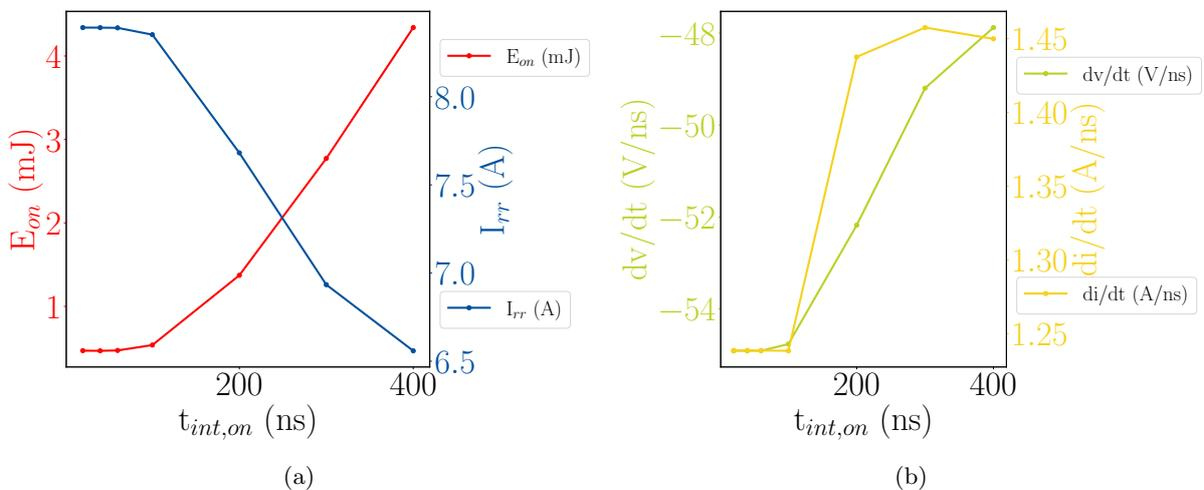 4
3
2
1
E_on (mJ)
200
400
t_int,on (ns)
8.0
7.5
7.0
6.5
I_rr (A)
E_on (mJ)
I_rr (A)
(a)
−48
−50
−52
−54
dv/dt (V/ns)
200
400
t_int,on (ns)
1.45
1.40
1.35
1.30
1.25
di/dt (A/ns)
dv/dt (V/ns)
di/dt (A/ns)
(b)